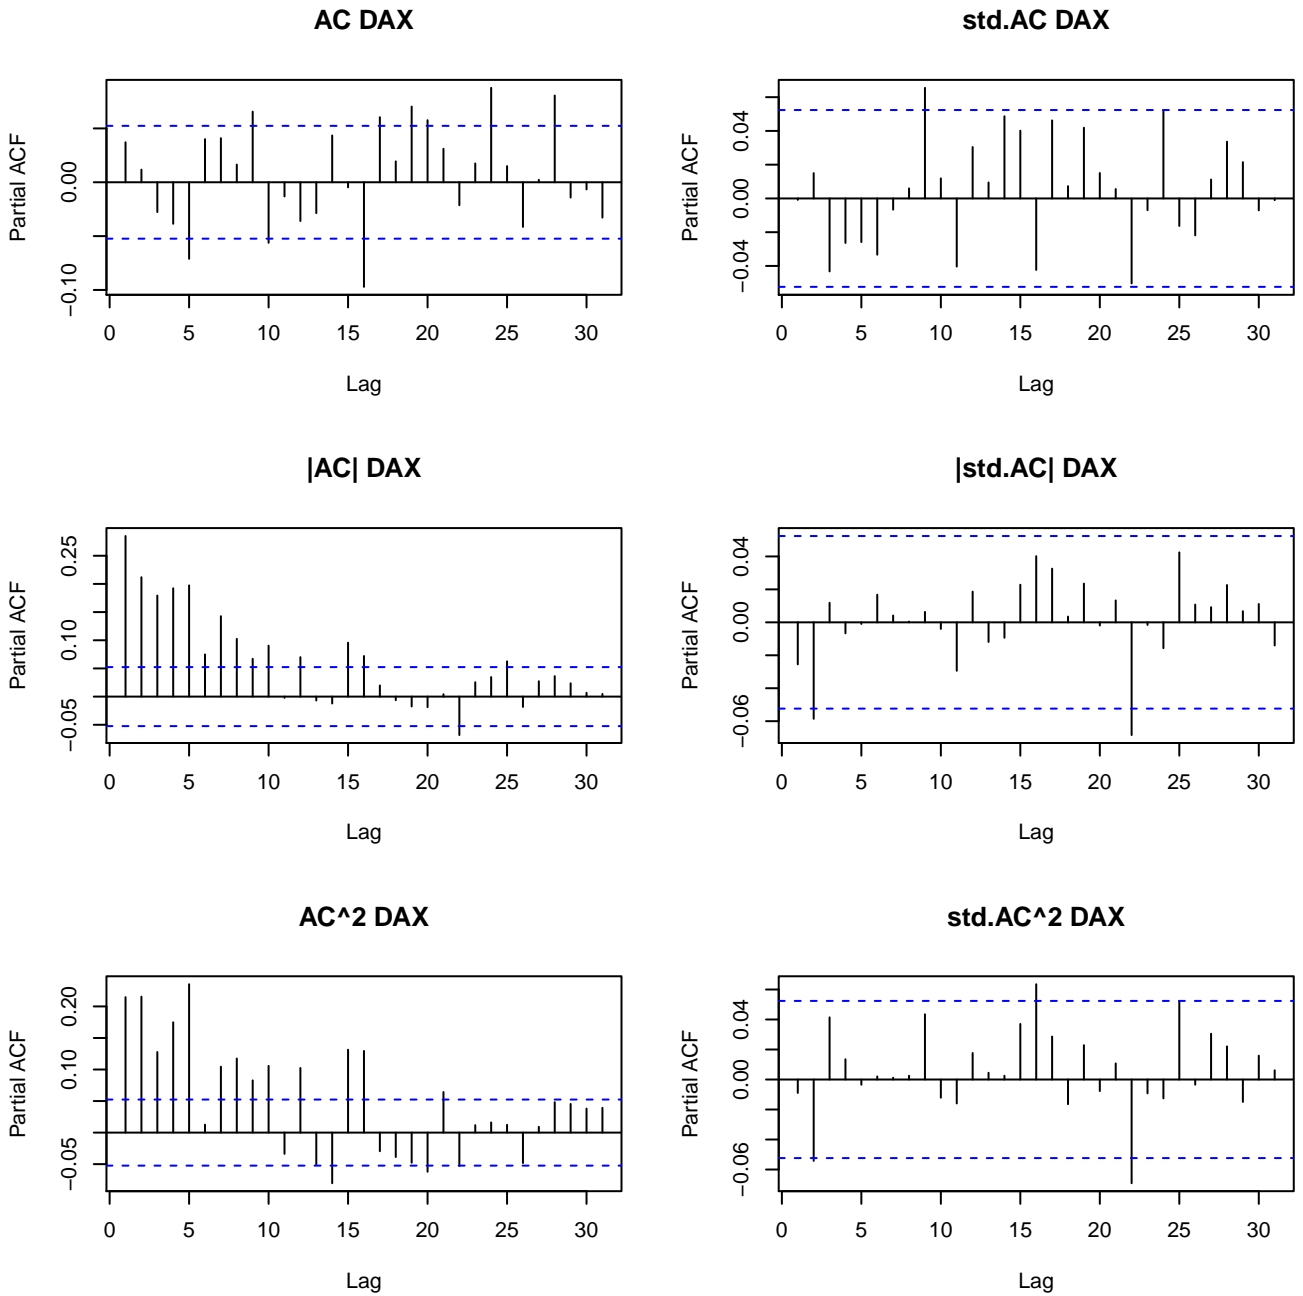 AC DAX
Partial ACF
0.00
−0.10
0 5 10 15 20 25 30
Lag
std.AC DAX
Partial ACF
0.04
0.00
−0.04
0 5 10 15 20 25 30
Lag
|AC| DAX
Partial ACF
0.25
0.10
−0.05
0 5 10 15 20 25 30
Lag
|std.AC| DAX
Partial ACF
0.04
0.00
−0.06
0 5 10 15 20 25 30
Lag
AC^2 DAX
Partial ACF
0.20
0.10
−0.05
0 5 10 15 20 25 30
Lag
std.AC^2 DAX
Partial ACF
0.04
0.00
−0.06
0 5 10 15 20 25 30
Lag